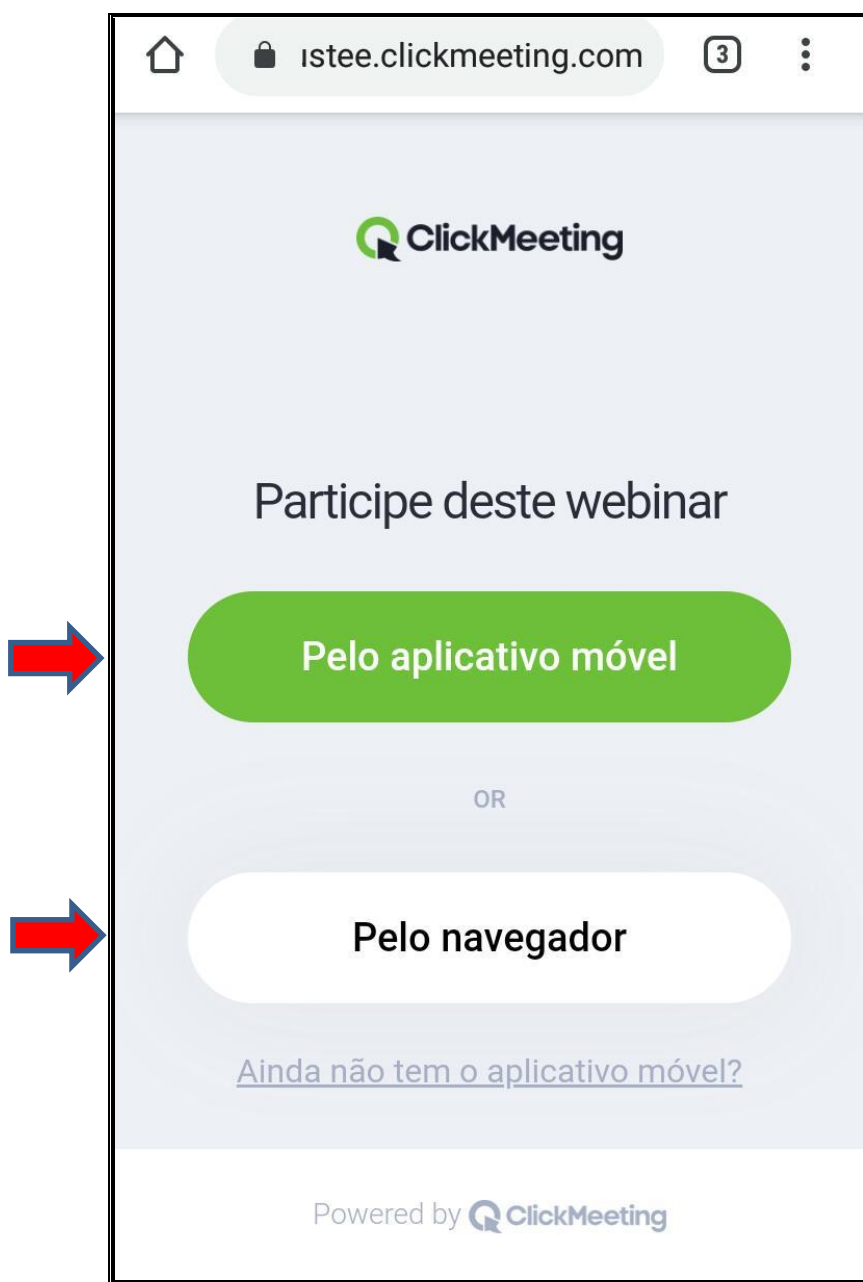 ustee.clickmeeting.com 3
ClickMeeting
Participe deste webinar
Pelo aplicativo móvel
OR
Pelo navegador
Ainda não tem o aplicativo móvel?
Powered by ClickMeeting